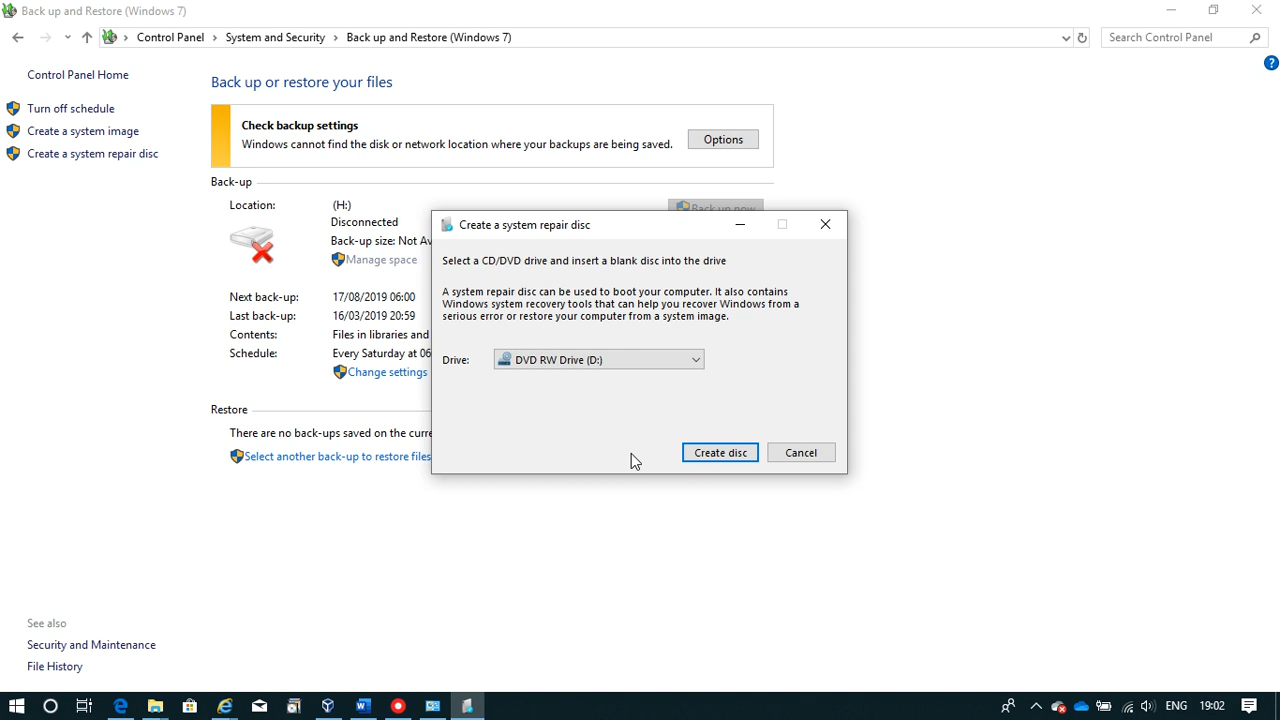 Back up and Restore (Windows 7)
Control Panel > System and Security > Back up and Restore (Windows 7)
Search Control Panel
Control Panel Home
Turn off schedule
Create a system image
Create a system repair disc
Back up or restore your files
Check backup settings
Windows cannot find the disk or network location where your backups are being saved.
Options
Back-up
Location: (H:)
Disconnected
Back-up size: Not Av
Manage space
Back up now
Next back-up: 17/08/2019 06:00
Last back-up: 16/03/2019 20:59
Contents: Files in libraries and
Schedule: Every Saturday at 06
Change settings
Restore
There are no back-ups saved on the curre
Select another back-up to restore files
Create a system repair disc
Select a CD/DVD drive and insert a blank disc into the drive
A system repair disc can be used to boot your computer. It also contains
Windows system recovery tools that can help you recover Windows from a
serious error or restore your computer from a system image.
Drive: DVD RW Drive (D:)
Create disc Cancel
See also
Security and Maintenance
File History
ENG 19:02